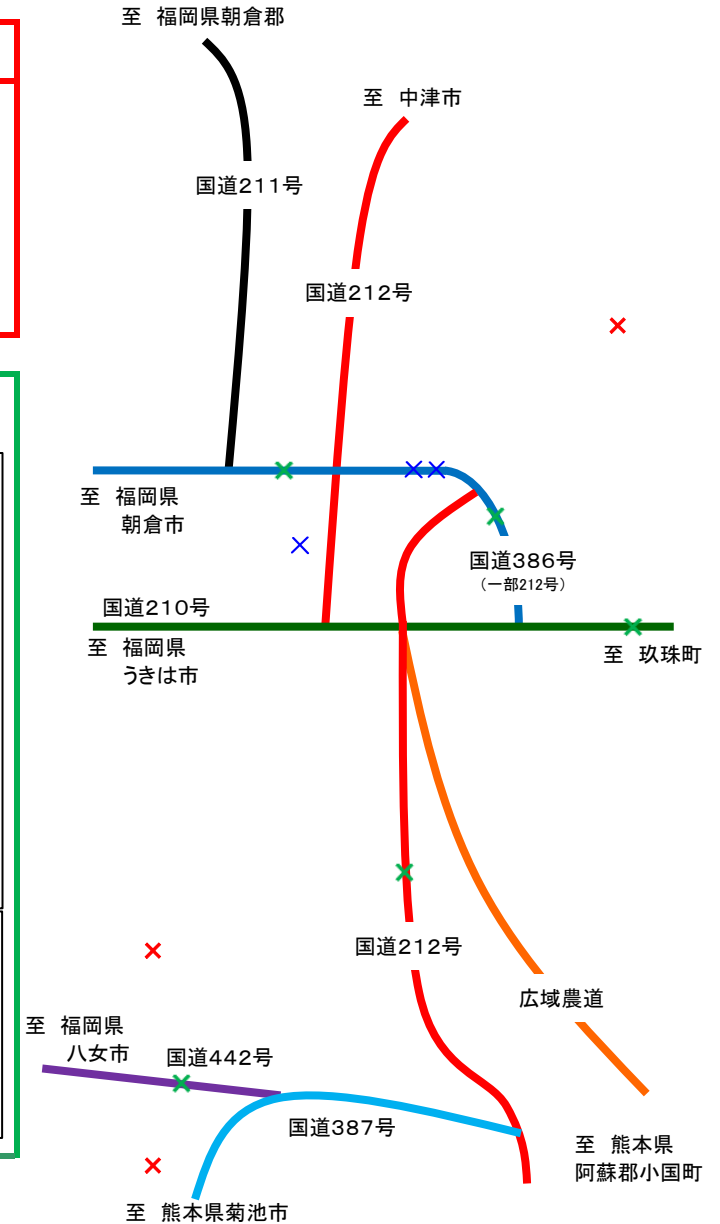 至 福岡県朝倉郡
至 中津市
国道211号
国道212号
至 福岡県
朝倉市
国道386号
(一部212号)
国道210号
至 福岡県
うきは市
至 玖珠町
国道212号
広域農道
至 福岡県
八女市
国道442号
国道387号
至 熊本県
阿蘇郡小国町
至 熊本県菊池市